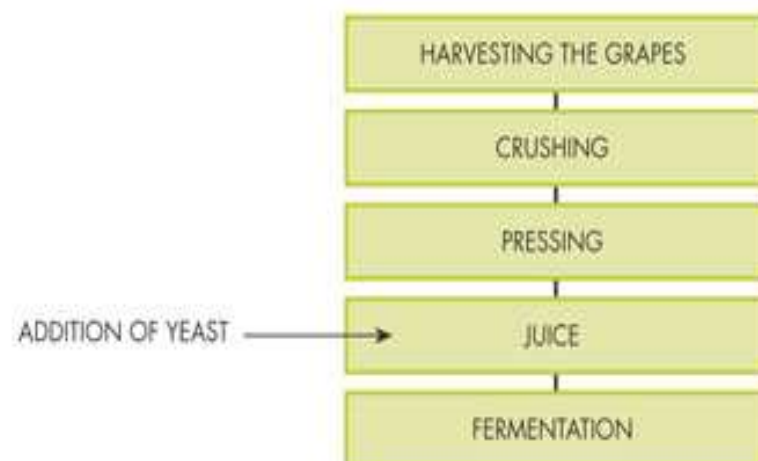 HARVESTING THE GRAPES
CRUSHING
PRESSING
ADDITION OF YEAST
JUICE
FERMENTATION